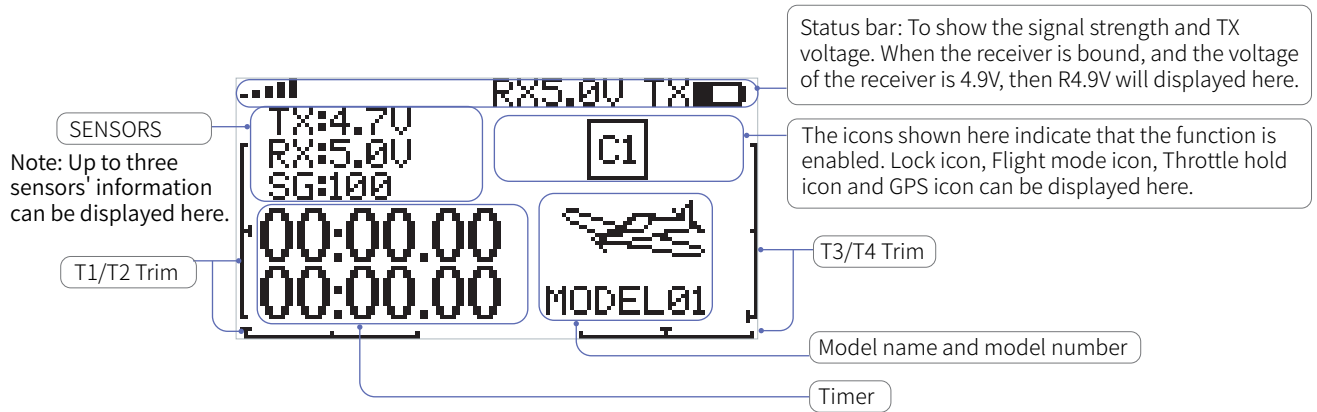 Status bar: To show the signal strength and TX
voltage. When the receiver is bound, and the voltage
of the receiver is 4.9V, then R4.9V will displayed here.
RX5.0V TX
SENSORS
Note: Up to three
sensors' information
can be displayed here.
TX:4.7V
RX:5.0V
SG:100
C1
The icons shown here indicate that the function is
enabled. Lock icon, Flight mode icon, Throttle hold
icon and GPS icon can be displayed here.
T1/T2 Trim
00:00.00
00:00.00
MODEL01
T3/T4 Trim
Model name and model number
Timer